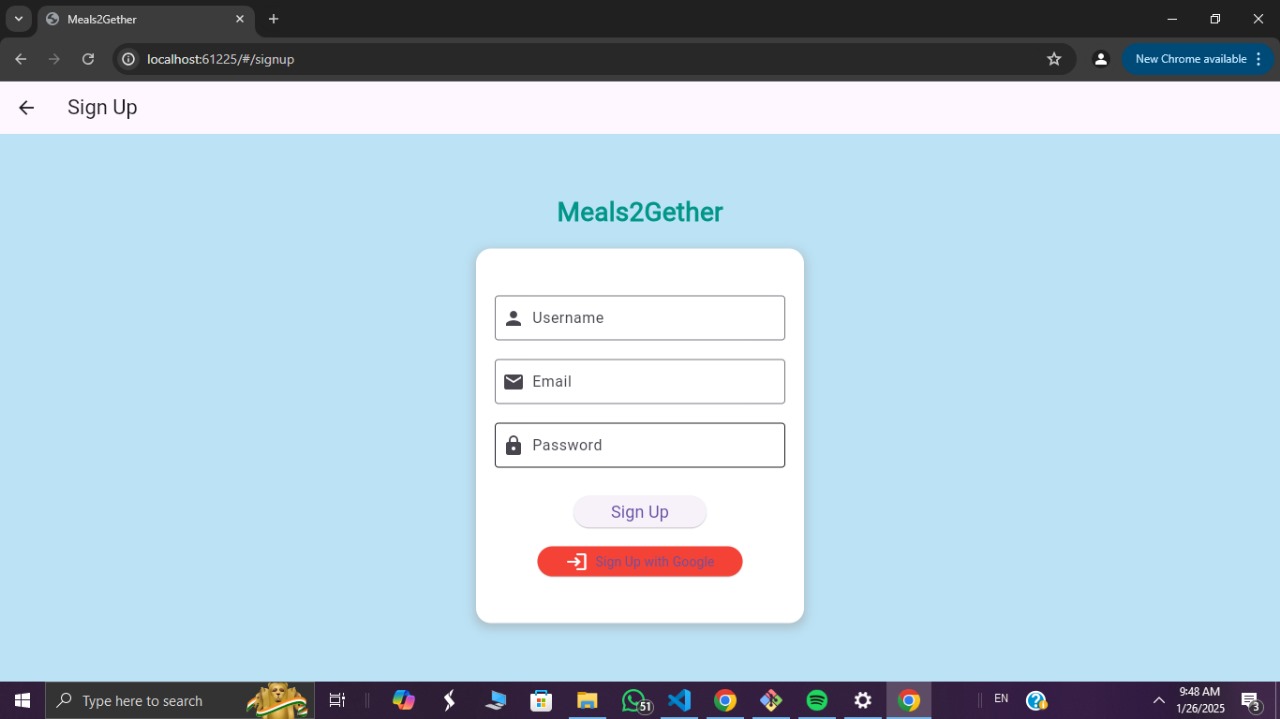 Meals2Gether
localhost:61225/#/signup
New Chrome available
Sign Up
Meals2Gether
Username
Email
Password
Sign Up
Sign Up with Google
Type here to search
51
EN
9:48 AM
1/26/2025
3